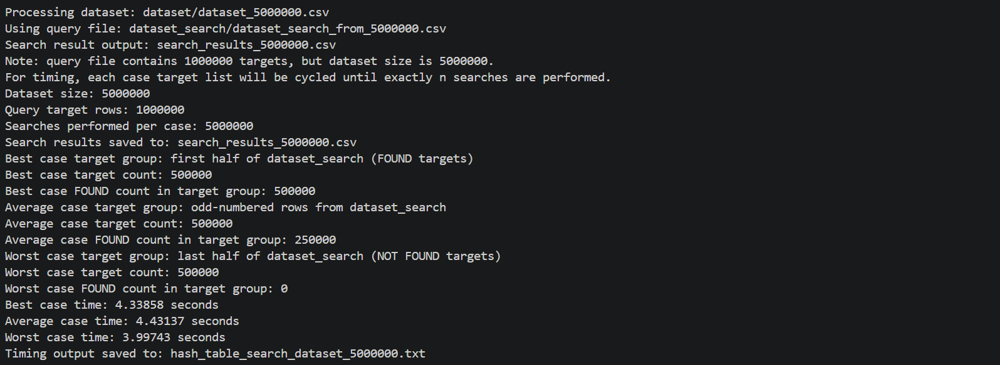 Processing dataset: dataset/dataset_5000000.csv
Using query file: dataset_search/dataset_search_from_5000000.csv
Search result output: search_results_5000000.csv
Note: query file contains 1000000 targets, but dataset size is 5000000.
For timing, each case target list will be cycled until exactly n searches are performed.
Dataset size: 5000000
Query target rows: 1000000
Searches performed per case: 5000000
Search results saved to: search_results_5000000.csv
Best case target group: first half of dataset_search (FOUND targets)
Best case target count: 500000
Best case FOUND count in target group: 500000
Average case target group: odd-numbered rows from dataset_search
Average case target count: 500000
Average case FOUND count in target group: 250000
Worst case target group: last half of dataset_search (NOT FOUND targets)
Worst case target count: 500000
Worst case FOUND count in target group: 0
Best case time: 4.33858 seconds
Average case time: 4.43137 seconds
Worst case time: 3.99743 seconds
Timing output saved to: hash_table_search_dataset_5000000.txt